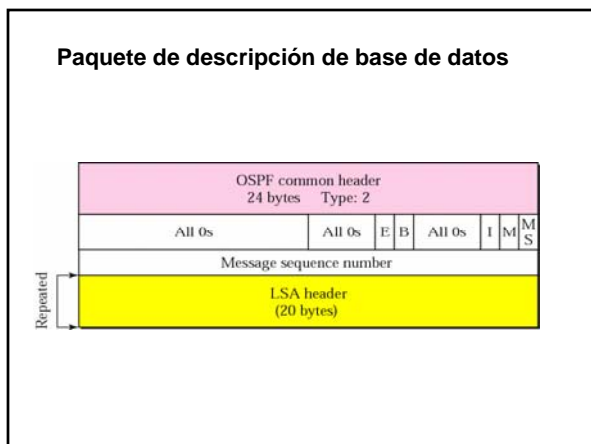 Paquete de descripción de base de datos
OSPF common header
24 bytes Type: 2
All 0s All 0s E B All 0s I M M S
Message sequence number
Repeated
LSA header
(20 bytes)